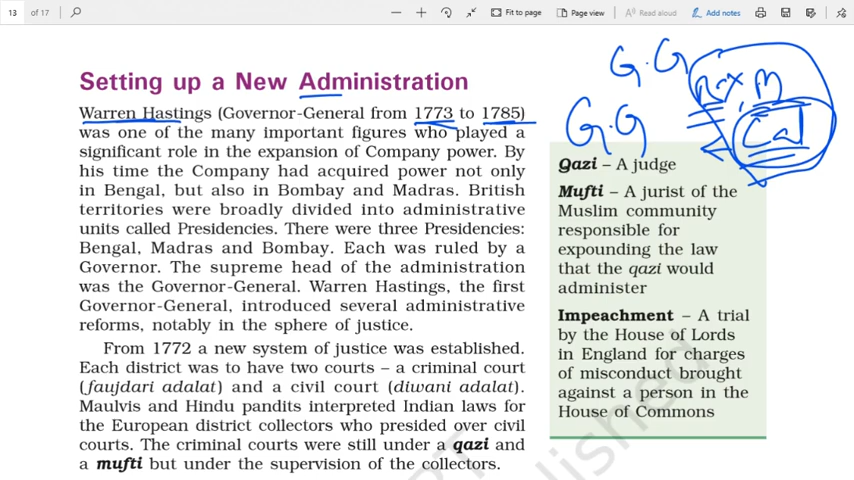 13 of 17
Fit to page
Page view
Read aloud
Add notes
Setting up a New Administration
Warren Hastings (Governor-General from 1773 to 1785)
was one of the many important figures who played a
significant role in the expansion of Company power. By
his time the Company had acquired power not only
in Bengal, but also in Bombay and Madras. British
territories were broadly divided into administrative
units called Presidencies. There were three Presidencies:
Bengal, Madras and Bombay. Each was ruled by a
Governor. The supreme head of the administration
was the Governor-General. Warren Hastings, the first
Governor-General, introduced several administrative
reforms, notably in the sphere of justice.
From 1772 a new system of justice was established.
Each district was to have two courts – a criminal court
(faujdari adalat) and a civil court (diwani adalat).
Maulvis and Hindu pandits interpreted Indian laws for
the European district collectors who presided over civil
courts. The criminal courts were still under a qazi and
a mufti but under the supervision of the collectors.
G.G
M
G.G
Cal
Qazi – A judge
Mufti – A jurist of the
Muslim community
responsible for
expounding the law
that the qazi would
administer
Impeachment – A trial
by the House of Lords
in England for charges
of misconduct brought
against a person in the
House of Commons